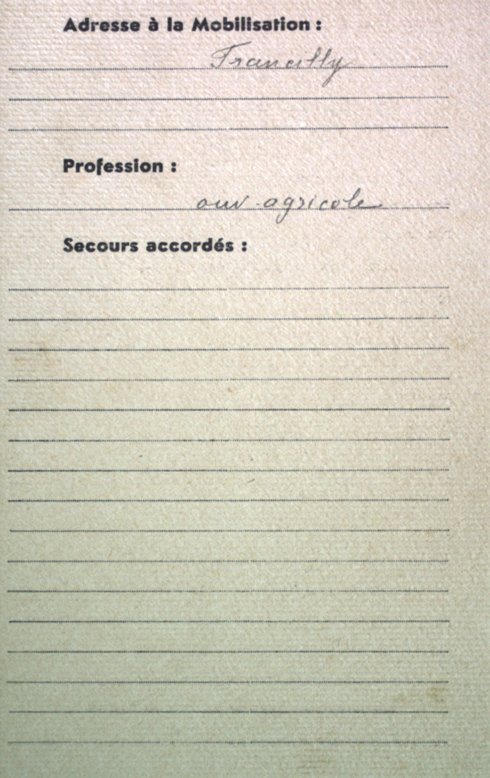 Adresse à la Mobilisation :
Francilly
Profession :
ouv. agricole
Secours accordés :